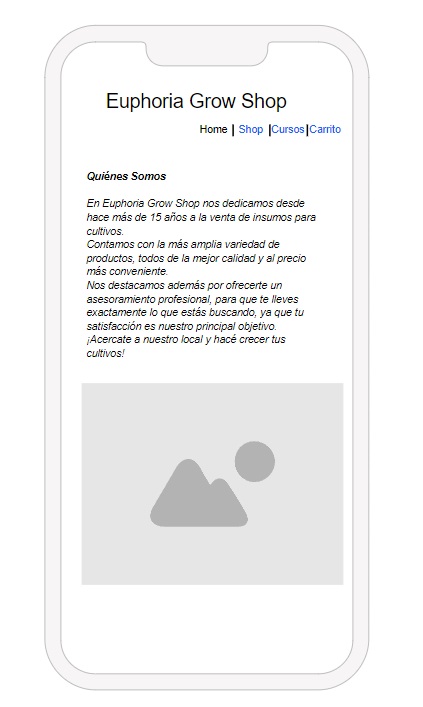 Euphoria Grow Shop
Home | Shop | Cursos | Carrito
Quiénes Somos
En Euphoria Grow Shop nos dedicamos desde
hace más de 15 años a la venta de insumos para
cultivos.
Contamos con la más amplia variedad de
productos, todos de la mejor calidad y al precio
más conveniente.
Nos destacamos además por ofrecerte un
asesoramiento profesional, para que te lleves
exactamente lo que estás buscando, ya que tu
satisfacción es nuestro principal objetivo.
¡Acercate a nuestro local y hacé crecer tus
cultivos!